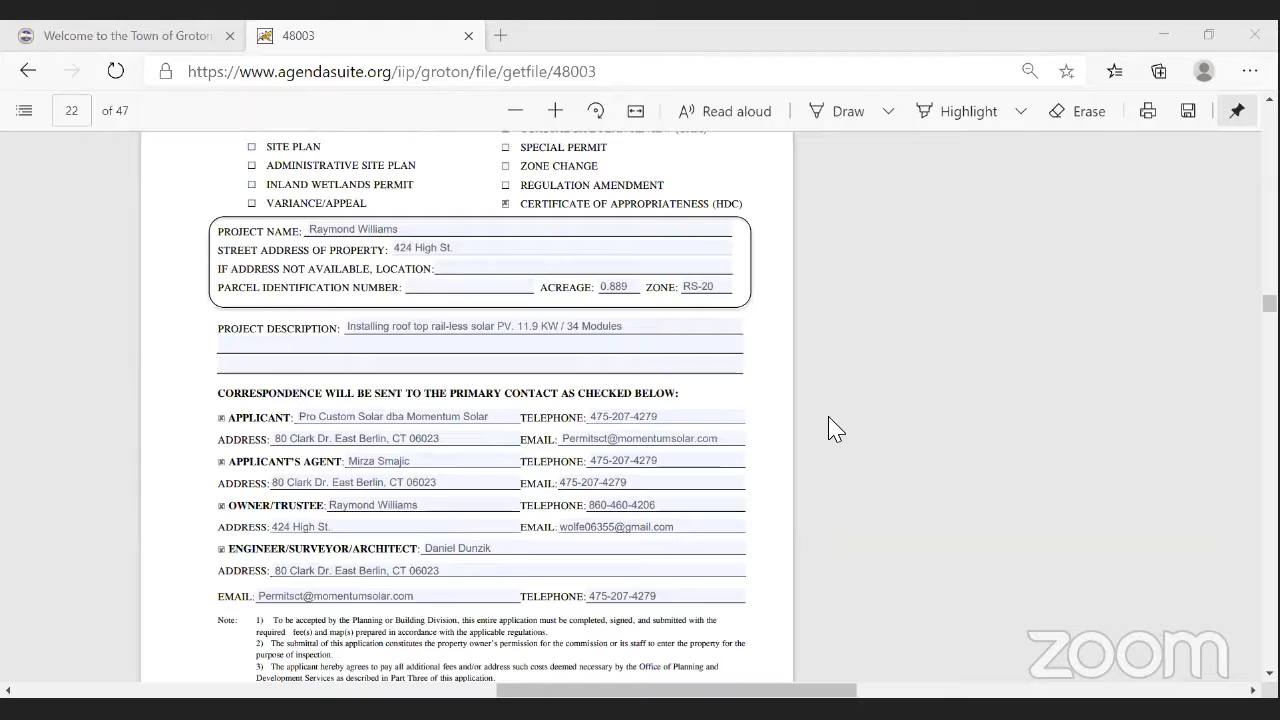 Welcome to the Town of Groton
48003
https://www.agendasuite.org/iip/groton/file/getfile/48003
22 of 47
Read aloud
Draw
Highlight
Erase
☐ SITE PLAN ☐ SPECIAL PERMIT
☐ ADMINISTRATIVE SITE PLAN ☐ ZONE CHANGE
☐ INLAND WETLANDS PERMIT ☐ REGULATION AMENDMENT
☐ VARIANCE/APPEAL ☒ CERTIFICATE OF APPROPRIATENESS (HDC)
PROJECT NAME: Raymond Williams
STREET ADDRESS OF PROPERTY: 424 High St.
IF ADDRESS NOT AVAILABLE, LOCATION:
PARCEL IDENTIFICATION NUMBER: ACREAGE: 0.889 ZONE: RS-20
PROJECT DESCRIPTION: Installing roof top rail-less solar PV. 11.9 KW / 34 Modules
CORRESPONDENCE WILL BE SENT TO THE PRIMARY CONTACT AS CHECKED BELOW:
☒ APPLICANT: Pro Custom Solar dba Momentum Solar TELEPHONE: 475-207-4279
ADDRESS: 80 Clark Dr. East Berlin, CT 06023 EMAIL: Permitsct@momentumsolar.com
☒ APPLICANT'S AGENT: Mirza Smajic TELEPHONE: 475-207-4279
ADDRESS: 80 Clark Dr. East Berlin, CT 06023 EMAIL: 475-207-4279
☒ OWNER/TRUSTEE: Raymond Williams TELEPHONE: 860-460-4206
ADDRESS: 424 High St. EMAIL: wolfe06355@gmail.com
☒ ENGINEER/SURVEYOR/ARCHITECT: Daniel Dunzik
ADDRESS: 80 Clark Dr. East Berlin, CT 06023
EMAIL: Permitsct@momentumsolar.com TELEPHONE: 475-207-4279
Note: 1) To be accepted by the Planning or Building Division, this entire application must be completed, signed, and submitted with the
required fee(s) and map(s) prepared in accordance with the applicable regulations.
2) The submittal of this application constitutes the property owner's permission for the commission or its staff to enter the property for the
purpose of inspection.
3) The applicant hereby agrees to pay all additional fees and/or address such costs deemed necessary by the Office of Planning and
Development Services as described in Part Three of this application.
zoom